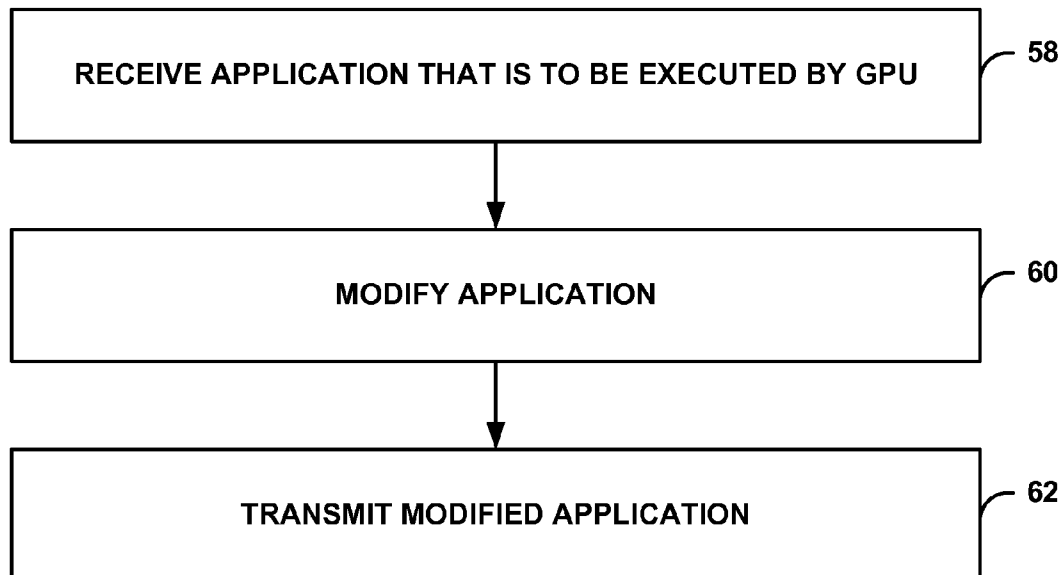 RECEIVE APPLICATION THAT IS TO BE EXECUTED BY GPU
58
MODIFY APPLICATION
60
TRANSMIT MODIFIED APPLICATION
62